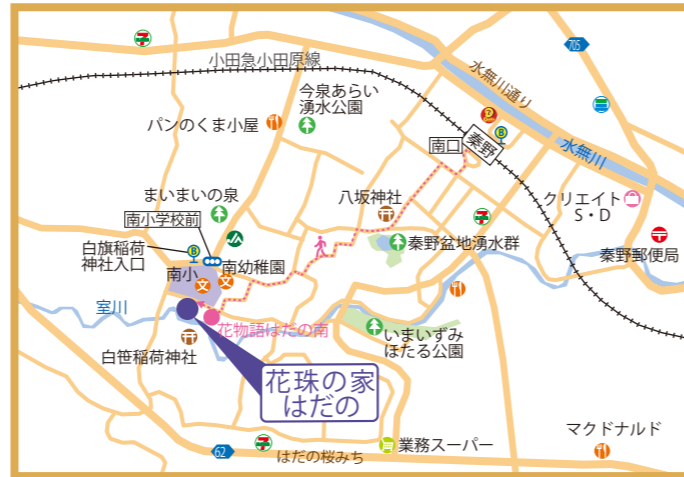 705
小田急小田原線
水無川通り
今泉あらい
湧水公園
パンのくま小屋
P
B
秦野
南口
水無川
まいまいの泉
八坂神社
クリエイト
S・D
南小学校前
白旗稲荷
神社入口
B
JA
秦野盆地湧水群
秦野郵便局
南小
文
文
南幼稚園
室川
花物語はだの南
いまいずみ
ほたる公園
白笹稲荷神社
花珠の家
はだの
マクドナルド
業務スーパー
62
はだの桜みち